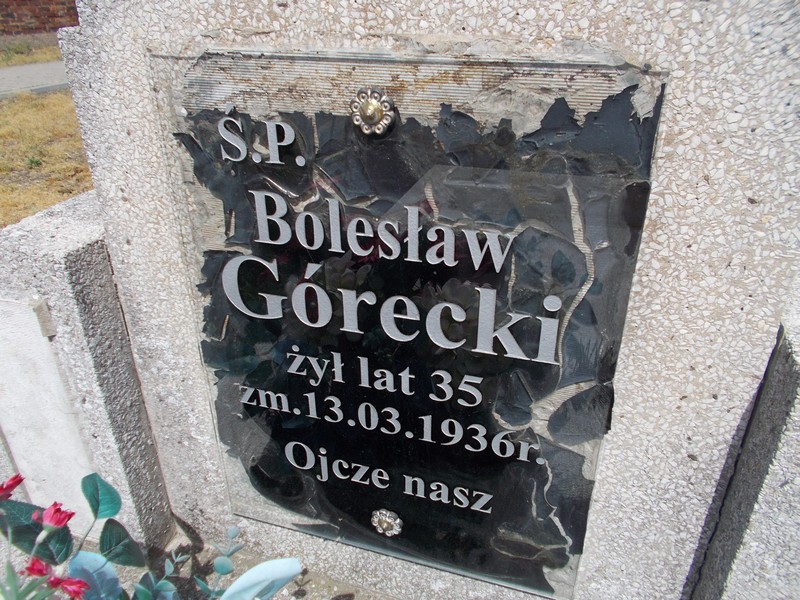 S.P.
Bolesław
Górecki
żył lat 35
zm.13.03.1936r.
Ojcze nasz